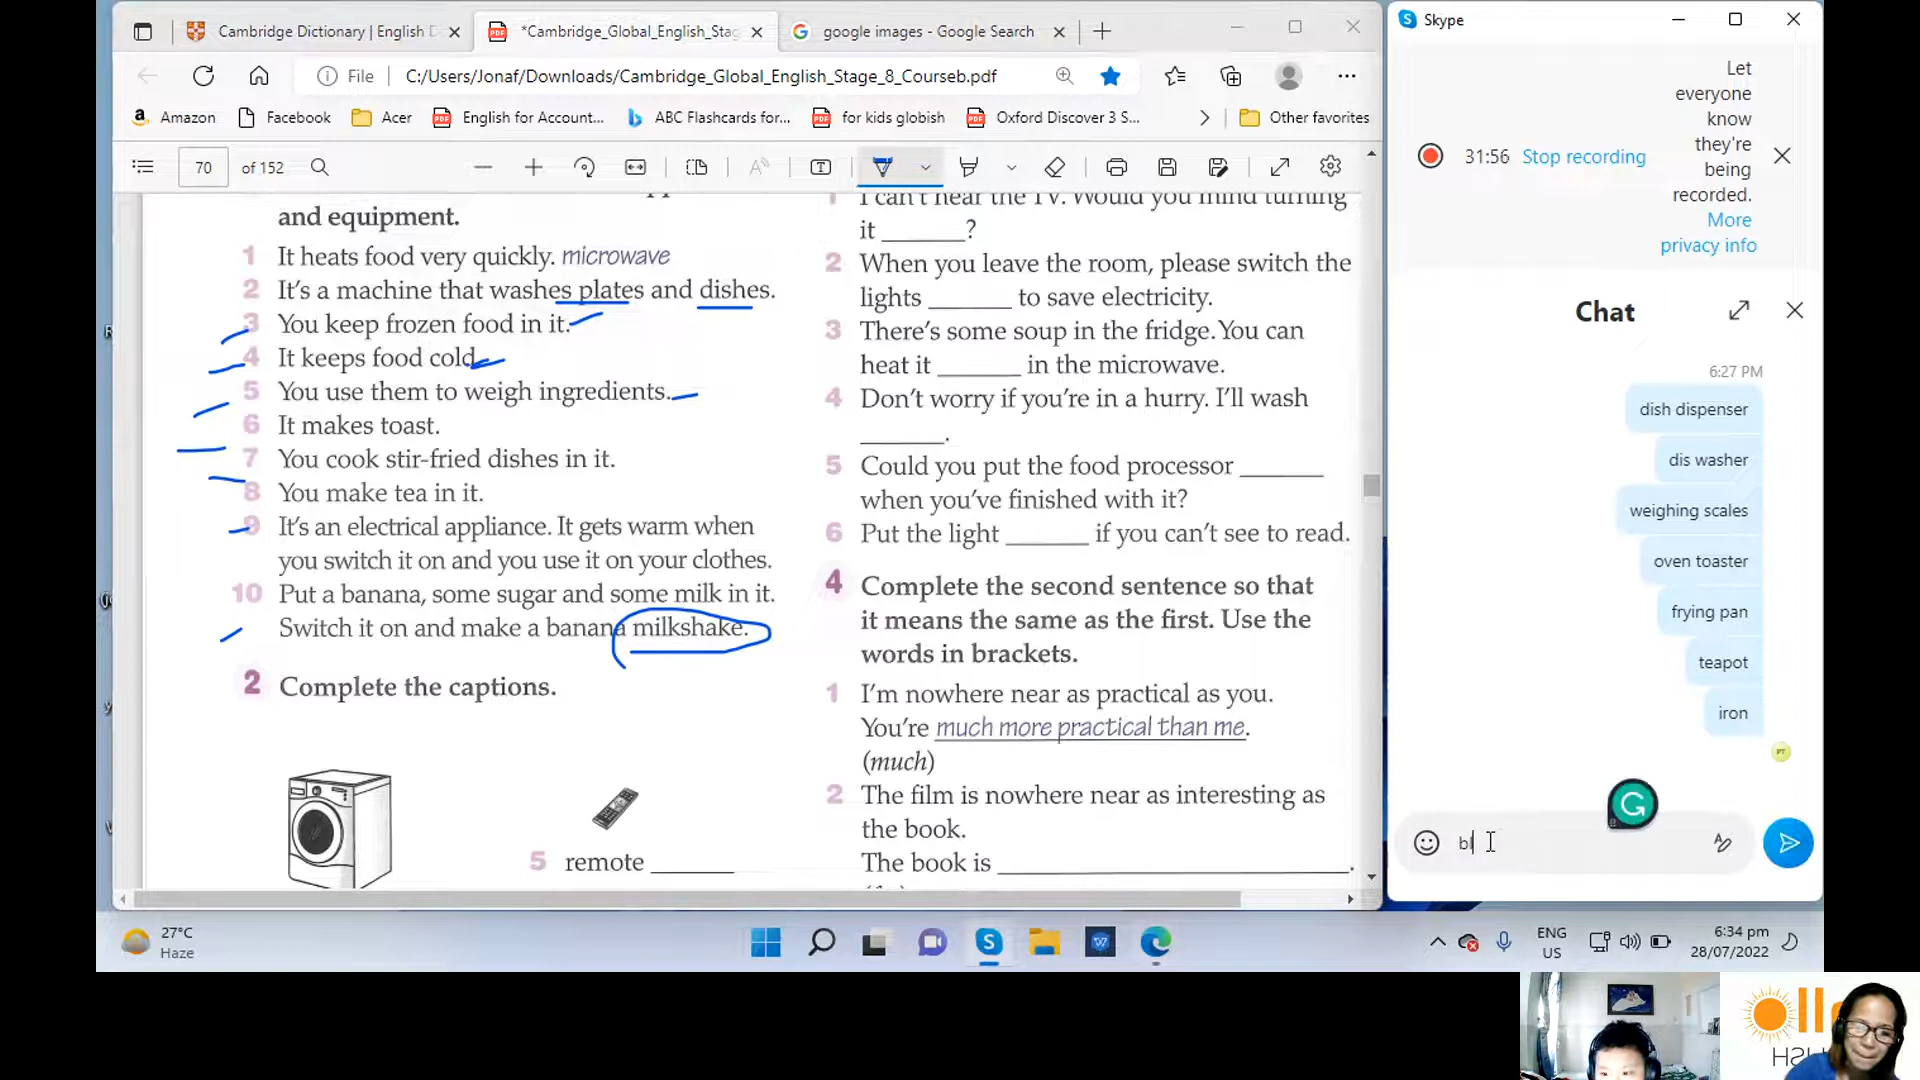 Cambridge Dictionary | English D
*Cambridge_Global_English_Stag
google images - Google Search
File
C:/Users/Jonaf/Downloads/Cambridge_Global_English_Stage_8_Courseb.pdf
Amazon
Facebook
Acer
English for Account...
ABC Flashcards for...
for kids globish
Oxford Discover 3 S...
Other favorites
70
of 152
and equipment.
1 It heats food very quickly. microwave
2 It's a machine that washes plates and dishes.
3 You keep frozen food in it.
4 It keeps food cold.
5 You use them to weigh ingredients.
6 It makes toast.
7 You cook stir-fried dishes in it.
8 You make tea in it.
9 It's an electrical appliance. It gets warm when
you switch it on and you use it on your clothes.
10 Put a banana, some sugar and some milk in it.
Switch it on and make a banana milkshake.
2 Complete the captions.
5 remote ______
1 I can't hear the TV. Would you mind turning
it ______?
2 When you leave the room, please switch the
lights ______ to save electricity.
3 There's some soup in the fridge. You can
heat it ______ in the microwave.
4 Don't worry if you're in a hurry. I'll wash
______.
5 Could you put the food processor ______
when you've finished with it?
6 Put the light ______ if you can't see to read.
4 Complete the second sentence so that
it means the same as the first. Use the
words in brackets.
1 I'm nowhere near as practical as you.
You're much more practical than me.
(much)
2 The film is nowhere near as interesting as
the book.
The book is ______.
Skype
31:56
Stop recording
Let
everyone
know
they're
being
recorded.
More
privacy info
Chat
6:27 PM
dish dispenser
dis washer
weighing scales
oven toaster
frying pan
teapot
iron
PT
bl
27°C
Haze
ENG
US
6:34 pm
28/07/2022